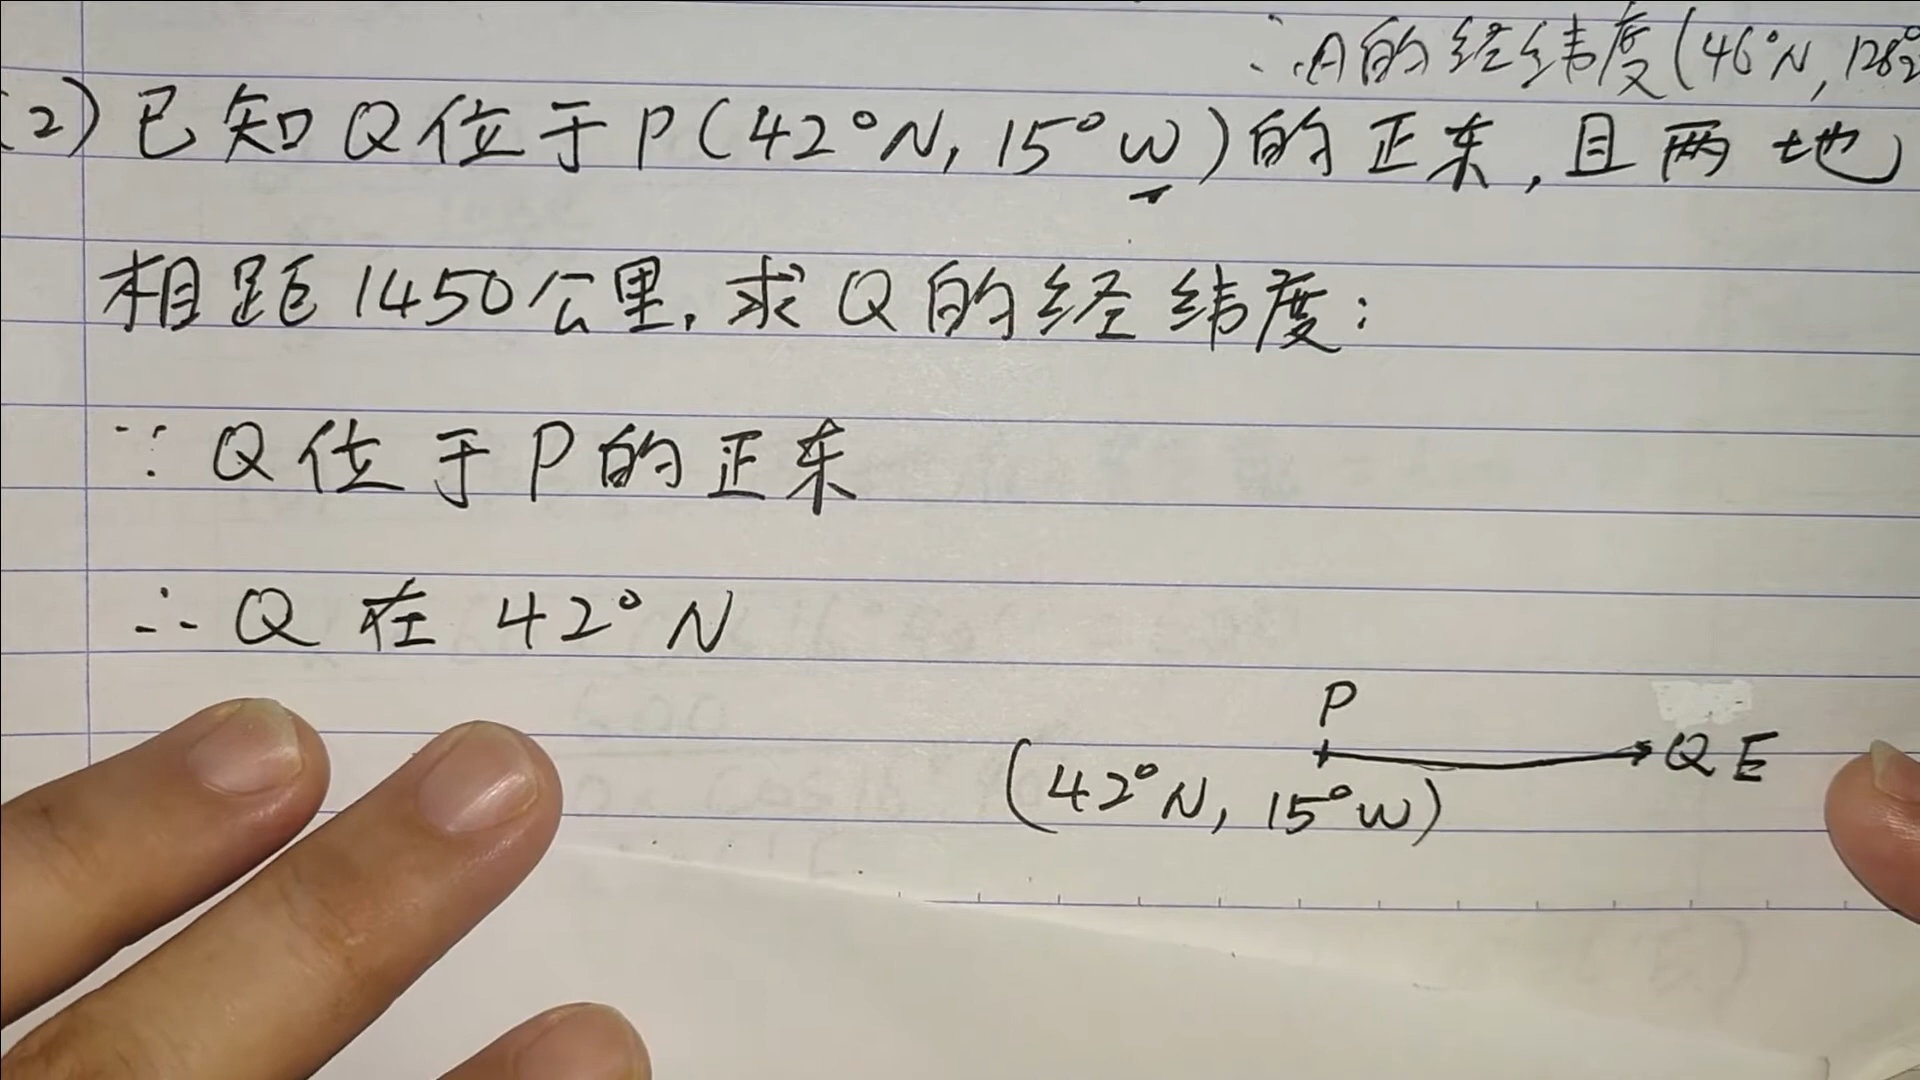 ∴A的经纬度(46°N, 128°
(2)已知Q位于P(42°N, 15°W)的正东,且两地
相距1450公里.求Q的经纬度:
∵Q位于P的正东
∴Q在42°N
P
QE
(42°N, 15°W)